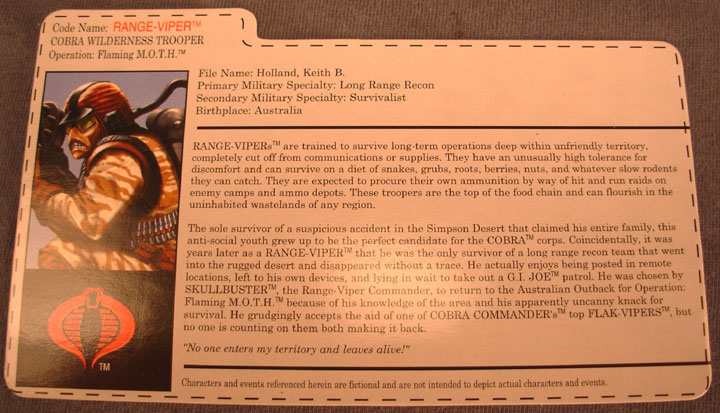 Code Name: RANGE-VIPER™
COBRA WILDERNESS TROOPER
Operation: Flaming M.O.T.H.™
File Name: Holland, Keith B.
Primary Military Specialty: Long Range Recon
Secondary Military Specialty: Survivalist
Birthplace: Australia
RANGE-VIPERs™ are trained to survive long-term operations deep within unfriendly territory,
completely cut off from communications or supplies. They have an unusually high tolerance for
discomfort and can survive on a diet of snakes, grubs, roots, berries, nuts, and whatever slow rodents
they can catch. They are expected to procure their own ammunition by way of hit and run raids on
enemy camps and ammo depots. These troopers are the top of the food chain and can flourish in the
uninhabited wastelands of any region.
The sole survivor of a suspicious accident in the Simpson Desert that claimed his entire family, this
anti-social youth grew up to be the perfect candidate for the COBRA™ corps. Coincidentally, it was
years later as a RANGE-VIPER™ that he was the only survivor of a long range recon team that went
into the rugged desert and disappeared without a trace. He actually enjoys being posted in remote
locations, left to his own devices, and lying in wait to take out a G.I. JOE™ patrol. He was chosen by
SKULLBUSTER™, the Range-Viper Commander, to return to the Australian Outback for Operation:
Flaming M.O.T.H.™ because of his knowledge of the area and his apparently uncanny knack for
survival. He grudgingly accepts the aid of one of COBRA COMMANDER's™ top FLAK-VIPERS™, but
no one is counting on them both making it back.
"No one enters my territory and leaves alive!"
TM
Characters and events referenced herein are fictional and are not intended to depict actual characters and events.